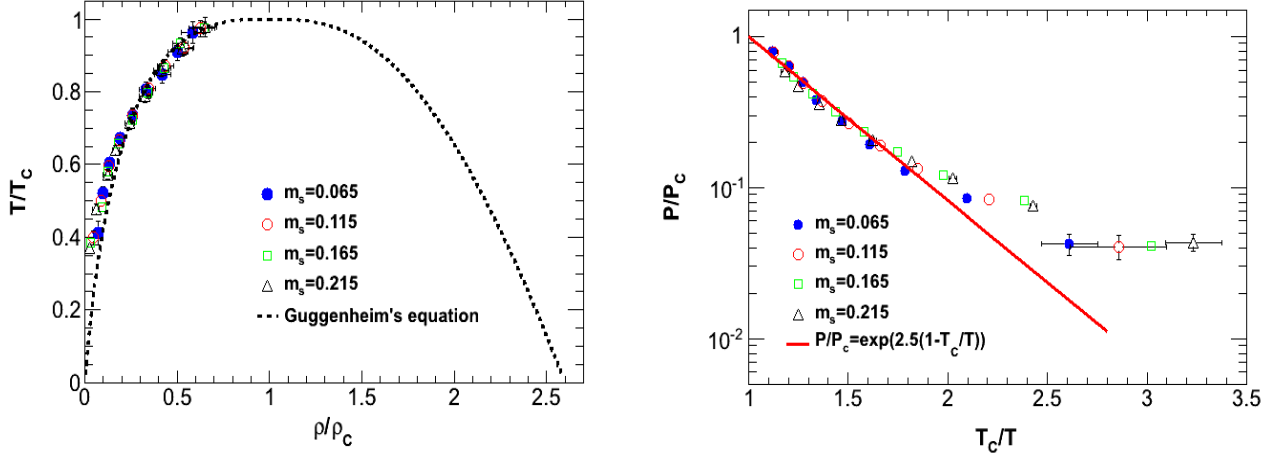 1
0.8
0.6
0.4
0.2
0
T/T_C
0 0.5 1 1.5 2 2.5
ρ/ρ_C
m_s=0.065
m_s=0.115
m_s=0.165
m_s=0.215
Guggenheim's equation
1
10^-1
10^-2
P/P_C
m_s=0.065
m_s=0.115
m_s=0.165
m_s=0.215
P/P_C=exp(2.5(1-T_C/T))
1 1.5 2 2.5 3 3.5
T_C/T